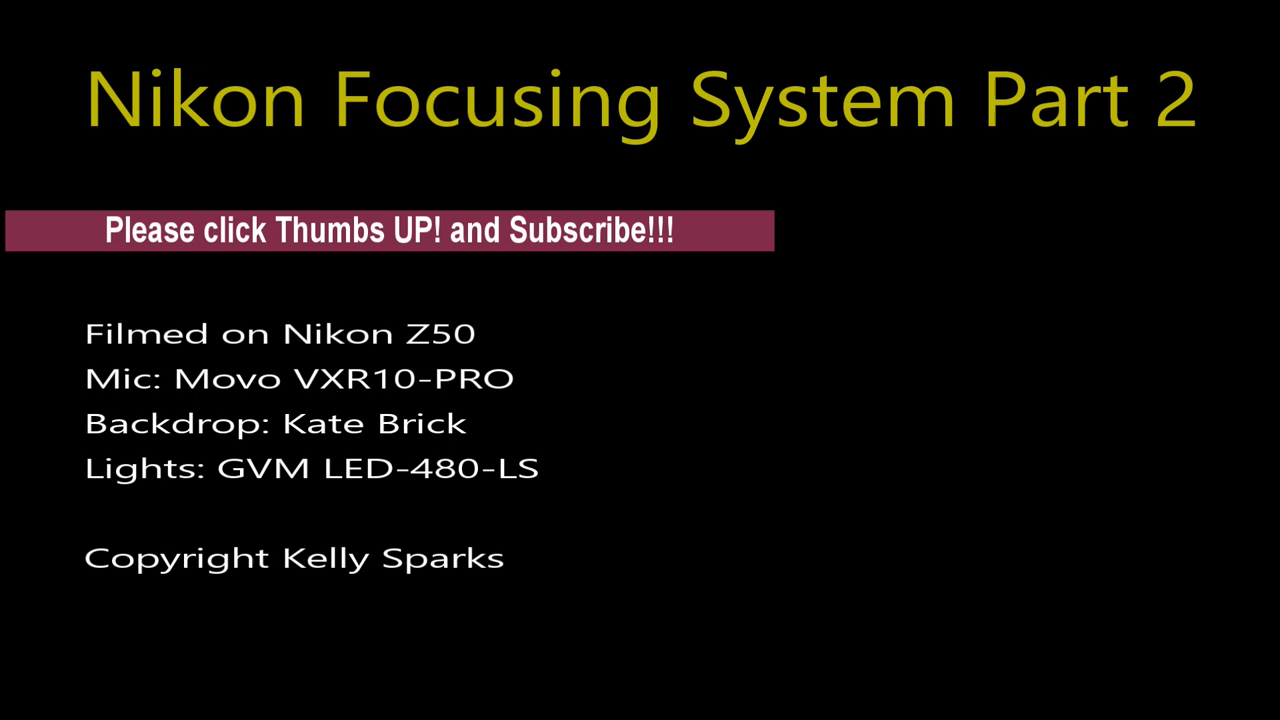 Nikon Focusing System Part 2
Please click Thumbs UP! and Subscribe!!!
Filmed on Nikon Z50
Mic: Movo VXR10-PRO
Backdrop: Kate Brick
Lights: GVM LED-480-LS
Copyright Kelly Sparks